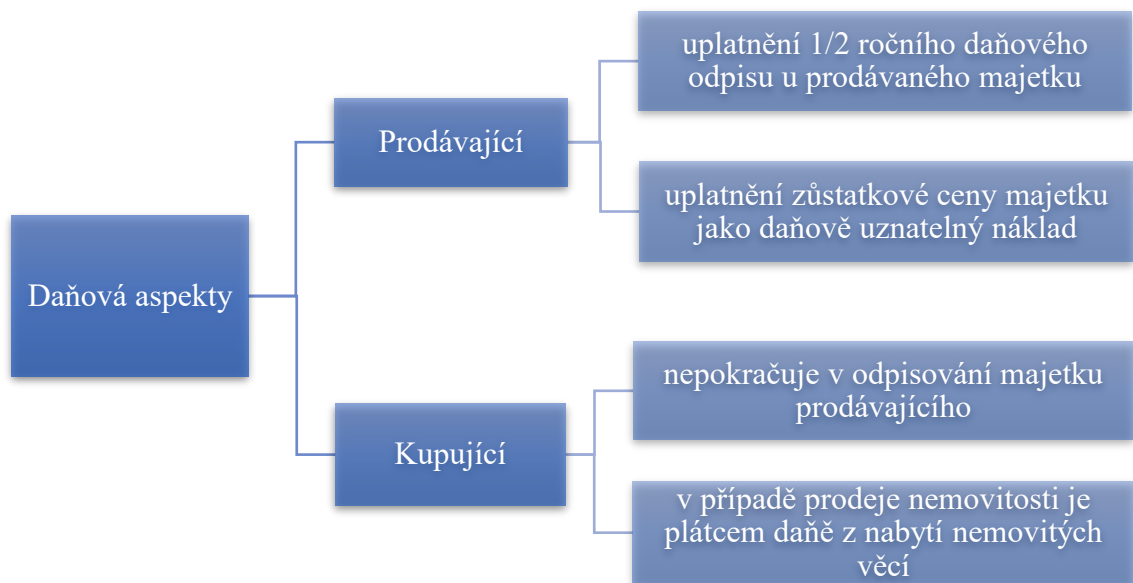 Daňová aspekty
Prodávající
uplatnění 1/2 ročního daňového
odpisu u prodávaného majetku
uplatnění zůstatkové ceny majetku
jako daňově uznatelný náklad
Kupující
nepokračuje v odpisování majetku
prodávajícího
v případě prodeje nemovitosti je
plátcem daně z nabytí nemovitých
věcí